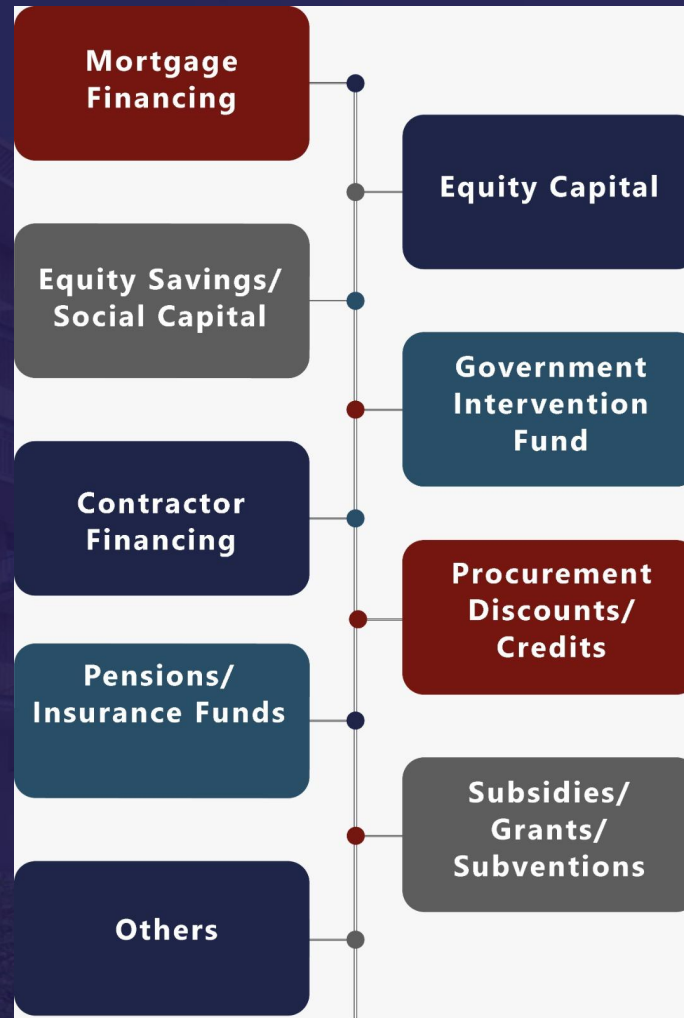 Mortgage
Financing
Equity Capital
Equity Savings/
Social Capital
Government
Intervention
Fund
Contractor
Financing
Procurement
Discounts/
Credits
Pensions/
Insurance Funds
Subsidies/
Grants/
Subventions
Others